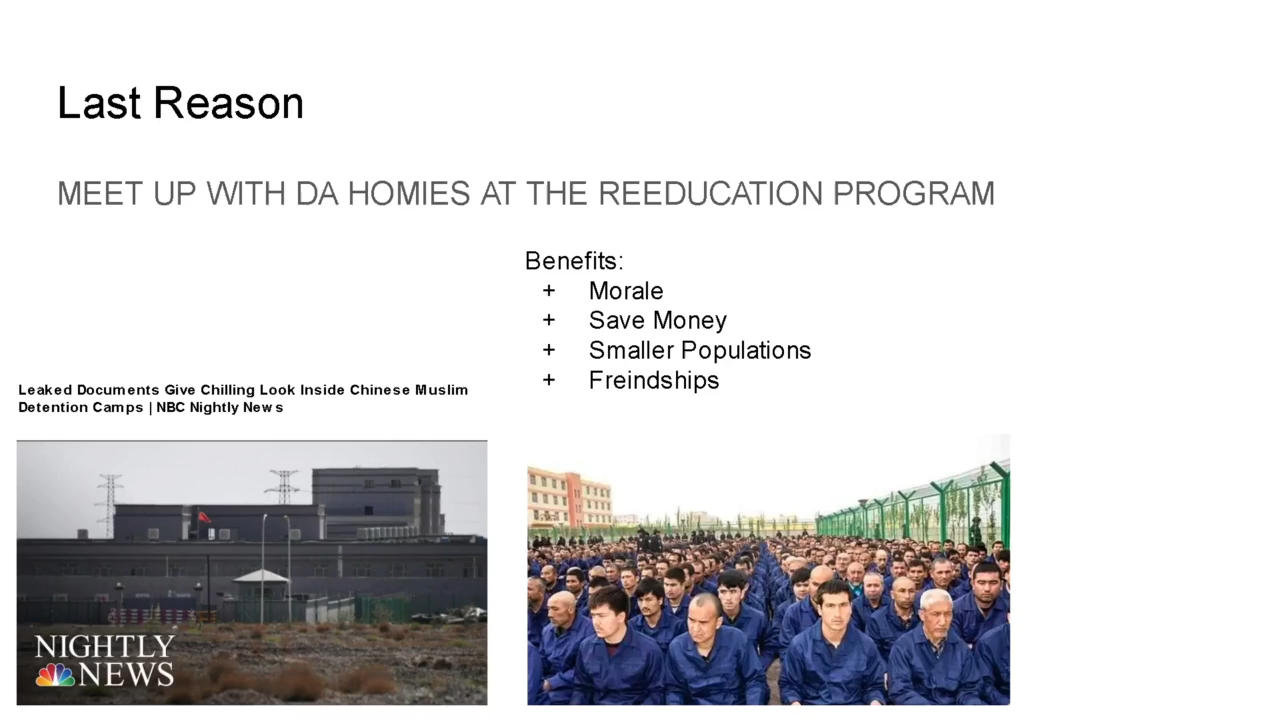 Last Reason
MEET UP WITH DA HOMIES AT THE REEDUCATION PROGRAM
Benefits:
+ Morale
+ Save Money
+ Smaller Populations
+ Freindships
Leaked Documents Give Chilling Look Inside Chinese Muslim
Detention Camps | NBC Nightly News
NIGHTLY
NEWS